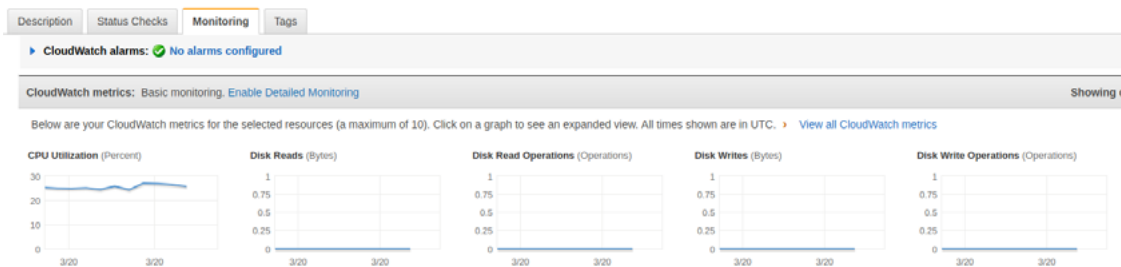 Description Status Checks Monitoring Tags
CloudWatch alarms: No alarms configured
CloudWatch metrics: Basic monitoring. Enable Detailed Monitoring Showing
Below are your CloudWatch metrics for the selected resources (a maximum of 10). Click on a graph to see an expanded view. All times shown are in UTC. › View all CloudWatch metrics
CPU Utilization (Percent) Disk Reads (Bytes) Disk Read Operations (Operations) Disk Writes (Bytes) Disk Write Operations (Operations)
30 1 1 1 1
0.75 0.75 0.75 0.75
20
0.5 0.5 0.5 0.5
10 0.25 0.25 0.25 0.25
0 0 0 0 0
3/20 3/20 3/20 3/20 3/20 3/20 3/20 3/20 3/20 3/20